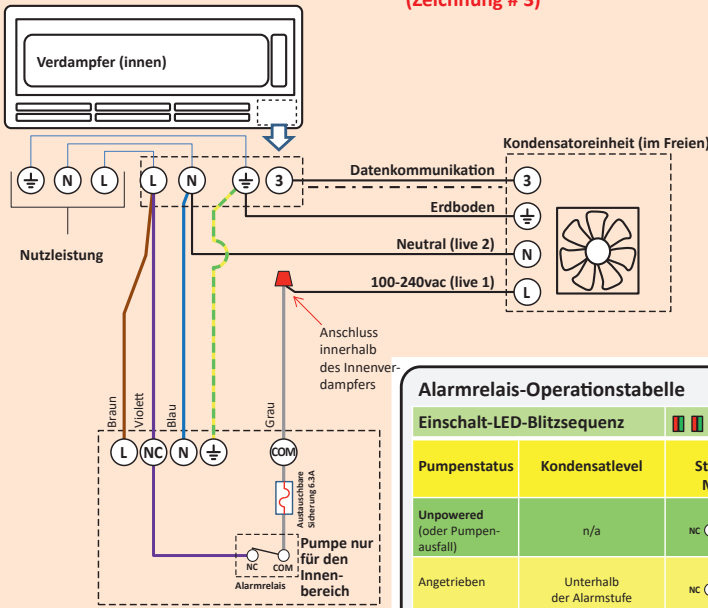 (Zeichnung # 3)
Verdampfer (innen)
Kondensatoreinheit (im Freien)
N
L
L
N
3
Datenkommunikation
3
Erdboden
Neutral (live 2)
N
100-240vac (live 1)
L
Nutzleistung
Anschluss
innerhalb
des Innenver-
dampfers
Braun
Violett
Blau
Grau
L
NC
N
COM
Austauschbare
Sicherung 6.3A
NC
COM
Alarmrelais
Pumpe nur
für den
Innen-
bereich
Alarmrelais-Operationstabelle
Einschalt-LED-Blitzsequenz
Pumpenstatus
Kondensatlevel
Unpowered
(oder Pumpen-
ausfall)
n/a
NC
Angetrieben
Unterhalb
der Alarmstufe
NC